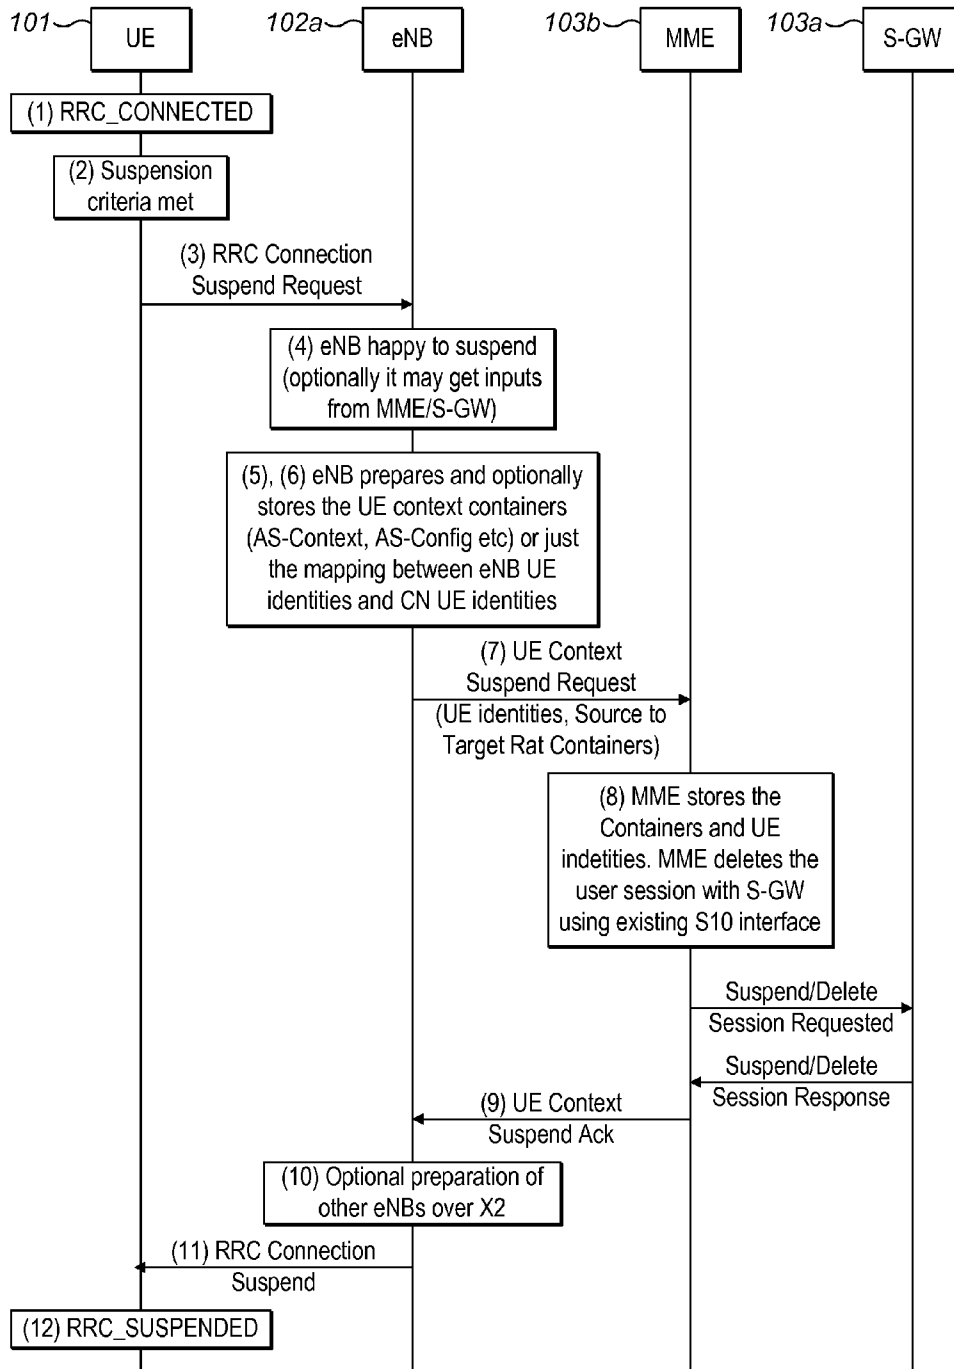 101
UE
102a
eNB
103b
MME
103a
S-GW
(1) RRC_CONNECTED
(2) Suspension
criteria met
(3) RRC Connection
Suspend Request
(4) eNB happy to suspend
(optionally it may get inputs
from MME/S-GW)
(5), (6) eNB prepares and optionally
stores the UE context containers
(AS-Context, AS-Config etc) or just
the mapping between eNB UE
identities and CN UE identities
(7) UE Context
Suspend Request
(UE identities, Source to
Target Rat Containers)
(8) MME stores the
Containers and UE
indetities. MME deletes the
user session with S-GW
using existing S10 interface
Suspend/Delete
Session Requested
Suspend/Delete
Session Response
(9) UE Context
Suspend Ack
(10) Optional preparation of
other eNBs over X2
(11) RRC Connection
Suspend
(12) RRC_SUSPENDED